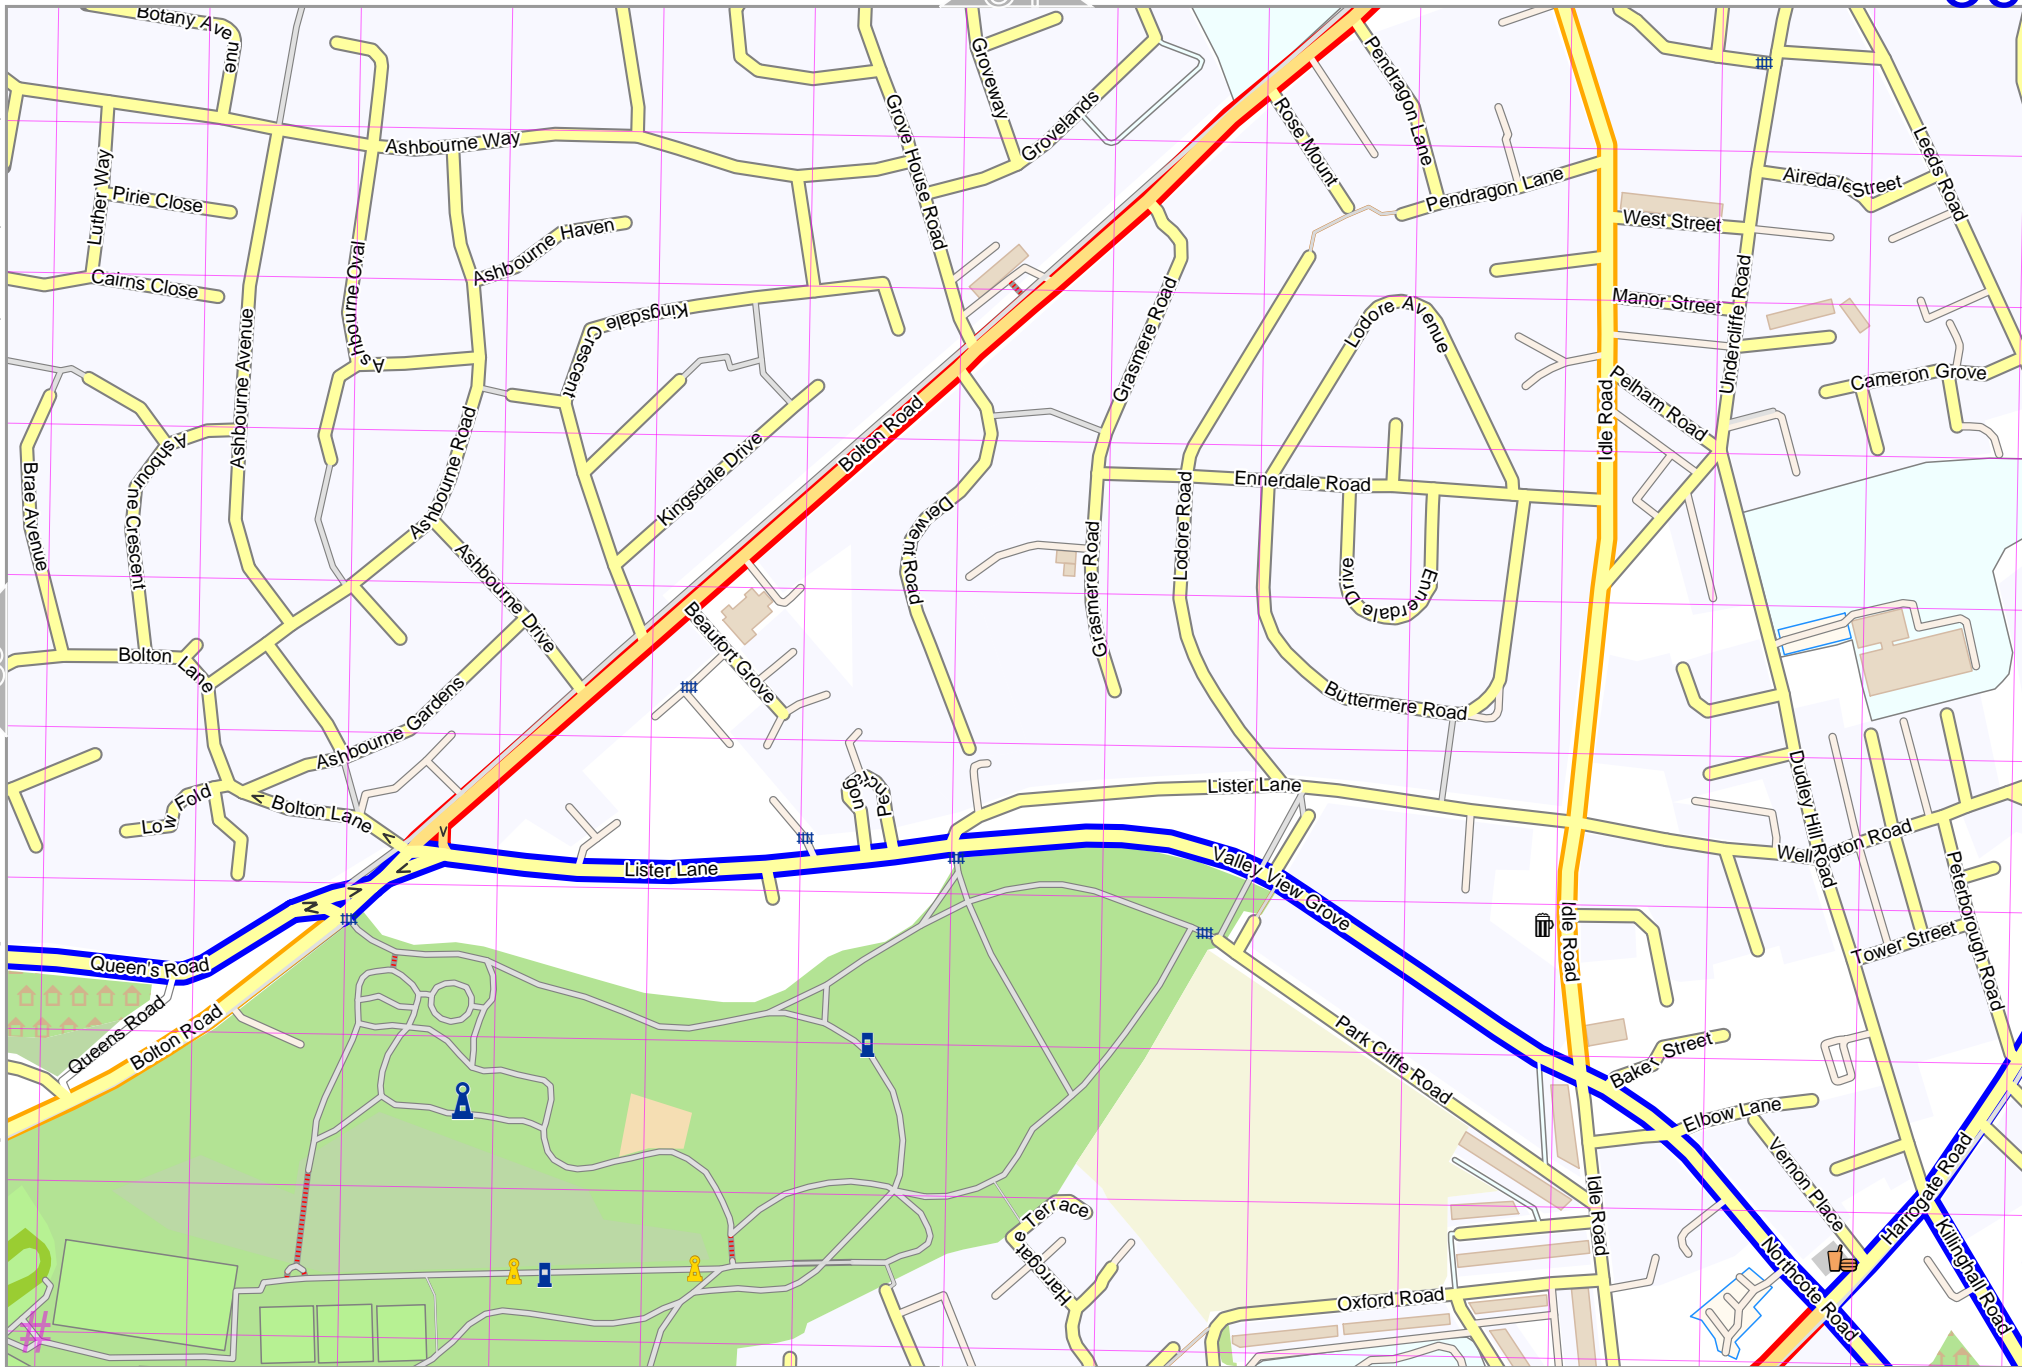 Botany Avenue
Ashbourne Way
Luther Way
Pirie Close
Cairns Close
Ashbourne Avenue
Ashbourne Oval
Ashbourne Haven
Ashbourne Road
Kingsdale Crescent
Kingsdale Drive
Grove House Road
Groveway
Grovelands
Pendragon Lane
Rose Mount
Pendragon Lane
Leeds Road
Airedale Street
West Street
Manor Street
Undercliffe Road
Pelham Road
Cameron Grove
Idle Road
Grasmere Road
Lodore Avenue
Bolton Road
Brae Avenue
Ashbourne Crescent
Ashbourne Road
Ashbourne Drive
Derwent Road
Grasmere Road
Lodore Road
Ennerdale Road
Ennerdale Drive
Buttermere Road
Beaufort Grove
Bolton Lane
Ashbourne Gardens
Low Fold
Bolton Lane
Pendragon
Lister Lane
Lister Lane
Valley View Grove
Dudley Hill Road
Wellington Road
Peterborough Road
Tower Street
Idle Road
Queen's Road
Queens Road
Bolton Road
Park Cliffe Road
Baker Street
Elbow Lane
Vernon Place
Harrogate Road
Killinghall Road
Northcote Road
Idle Road
Oxford Road
Harrogate Terrace